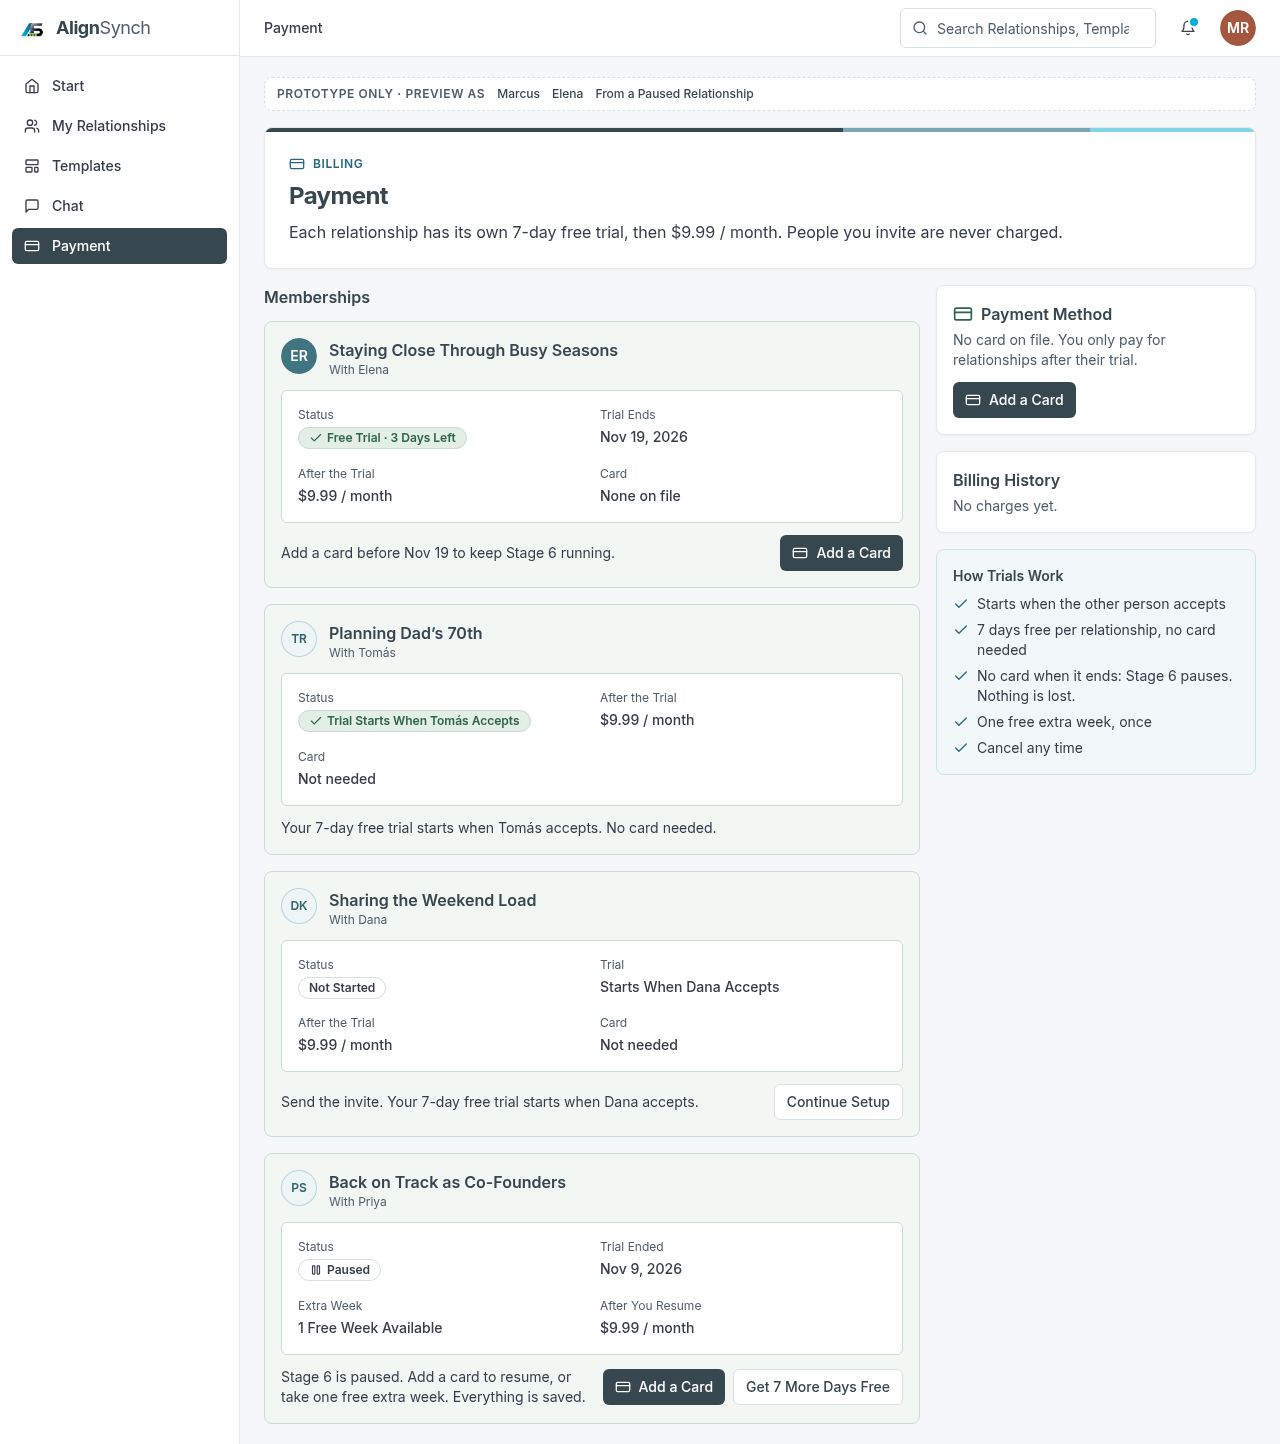 AlignSynch
Start
My Relationships
Templates
Chat
Payment
Payment
Search Relationships, Templa
MR
PROTOTYPE ONLY · PREVIEW AS Marcus Elena From a Paused Relationship
BILLING
Payment
Each relationship has its own 7-day free trial, then $9.99 / month. People you invite are never charged.
Memberships
ER
Staying Close Through Busy Seasons
With Elena
Status
Free Trial · 3 Days Left
Trial Ends
Nov 19, 2026
After the Trial
$9.99 / month
Card
None on file
Add a card before Nov 19 to keep Stage 6 running.
Add a Card
TR
Planning Dad’s 70th
With Tomás
Status
Trial Starts When Tomás Accepts
After the Trial
$9.99 / month
Card
Not needed
Your 7-day free trial starts when Tomás accepts. No card needed.
DK
Sharing the Weekend Load
With Dana
Status
Not Started
Trial
Starts When Dana Accepts
After the Trial
$9.99 / month
Card
Not needed
Send the invite. Your 7-day free trial starts when Dana accepts.
Continue Setup
PS
Back on Track as Co-Founders
With Priya
Status
Paused
Trial Ended
Nov 9, 2026
Extra Week
1 Free Week Available
After You Resume
$9.99 / month
Stage 6 is paused. Add a card to resume, or
take one free extra week. Everything is saved.
Add a Card
Get 7 More Days Free
Payment Method
No card on file. You only pay for
relationships after their trial.
Add a Card
Billing History
No charges yet.
How Trials Work
Starts when the other person accepts
7 days free per relationship, no card
needed
No card when it ends: Stage 6 pauses.
Nothing is lost.
One free extra week, once
Cancel any time